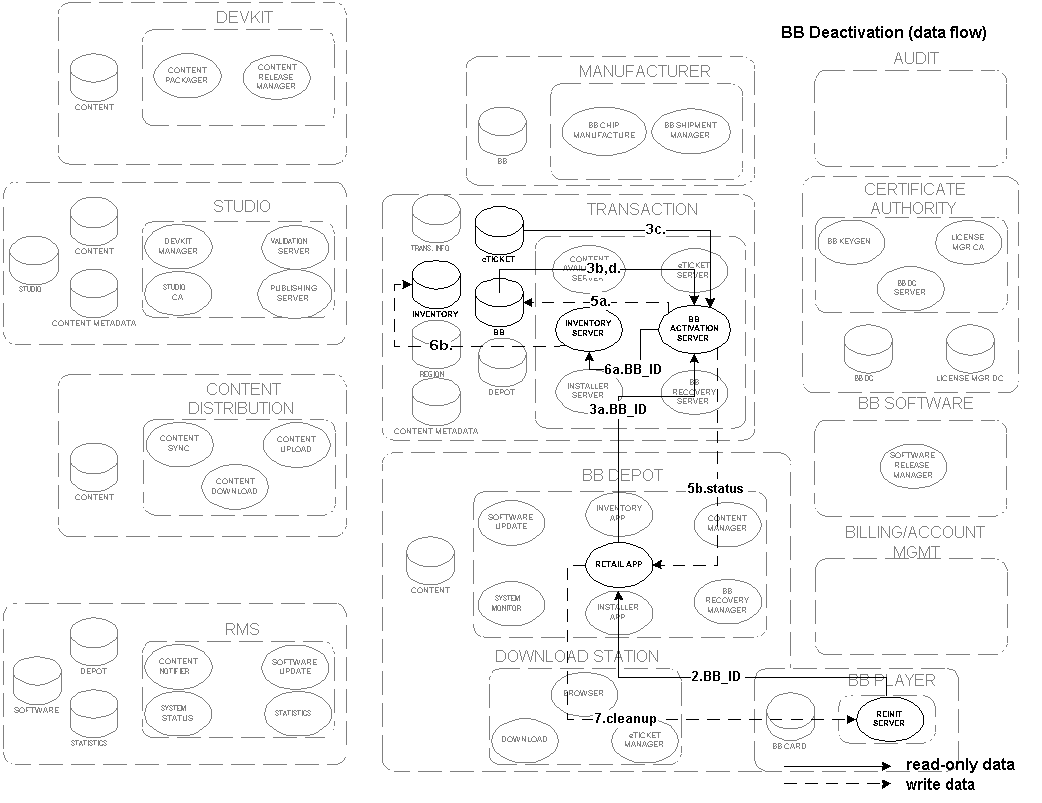 BB Deactivation (data flow)
DEVKIT
CONTENT
CONTENT
PACKAGER
CONTENT
RELEASE
MANAGER
MANUFACTURER
BB
BB CHIP
MANUFACTURE
BB SHIPMENT
MANAGER
AUDIT
STUDIO
STUDIO
CONTENT
CONTENT METADATA
DEVKIT
MANAGER
VALIDATION
SERVER
STUDIO
CA
PUBLISHING
SERVER
TRANSACTION
TRANS. INFO
eTICKET
3c.
CONTENT
AVAIL
SERVER
eTICKET
SERVER
3b,d.
INVENTORY
BB
5a.
INVENTORY
SERVER
BB
ACTIVATION
SERVER
6b.
REGION
DEPOT
6a.BB_ID
INSTALLER
SERVER
BB
RECOVERY
SERVER
3a.BB_ID
CONTENT METADATA
CERTIFICATE
AUTHORITY
BB KEYGEN
LICENSE
MGR CA
BB DC
SERVER
BB DC
LICENSE MGR DC
CONTENT
DISTRIBUTION
CONTENT
CONTENT
SYNC
CONTENT
UPLOAD
CONTENT
DOWNLOAD
BB SOFTWARE
SOFTWARE
RELEASE
MANAGER
BB DEPOT
5b.status
CONTENT
SOFTWARE
UPDATE
INVENTORY
APP
CONTENT
MANAGER
RETAIL APP
SYSTEM
MONITOR
INSTALLER
APP
BB
RECOVERY
MANAGER
BILLING/ACCOUNT
MGMT
RMS
SOFTWARE
DEPOT
STATISTICS
CONTENT
NOTIFIER
SOFTWARE
UPDATE
SYSTEM
STATUS
STATISTICS
DOWNLOAD STATION
2.BB_ID
BROWSER
7.cleanup
DOWNLOAD
eTICKET
MANAGER
BB PLAYER
BB CARD
REINIT
SERVER
read-only data
write data